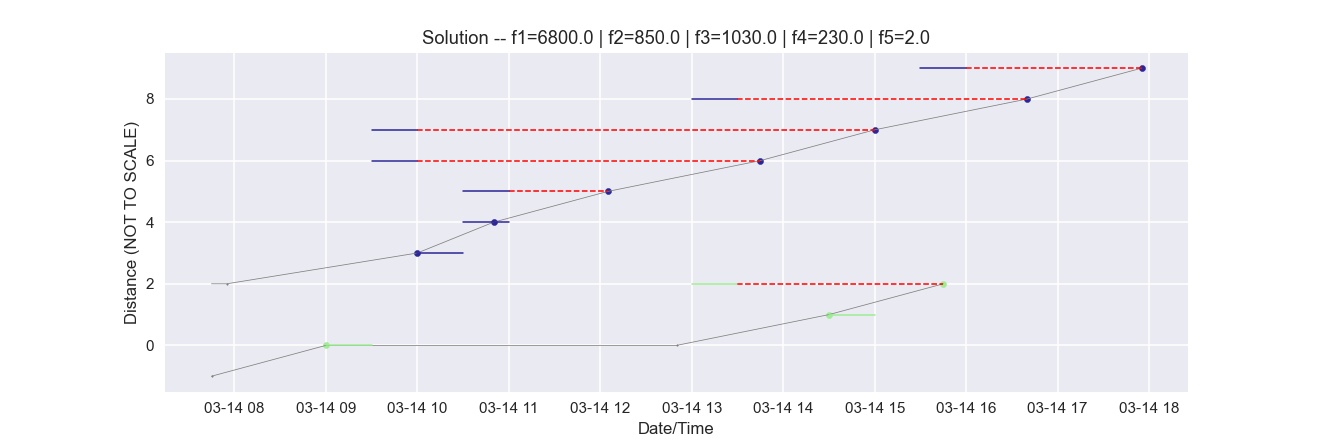 Solution -- f1=6800.0 | f2=850.0 | f3=1030.0 | f4=230.0 | f5=2.0
Distance (NOT TO SCALE)
8
6
4
2
0
03-14 08 03-14 09 03-14 10 03-14 11 03-14 12 03-14 13 03-14 14 03-14 15 03-14 16 03-14 17 03-14 18
Date/Time